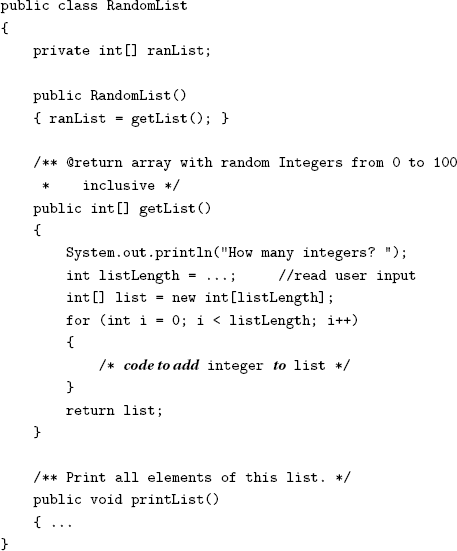 public class RandomList
{
    private int[] ranList;

    public RandomList()
    { ranList = getList(); }

    /** @return array with random Integers from 0 to 100
     *    inclusive */
    public int[] getList()
    {
        System.out.println("How many integers? ");
        int listLength = ...;     //read user input
        int[] list = new int[listLength];
        for (int i = 0; i < listLength; i++)
        {
            /* code to add integer to list */
        }
        return list;
    }

    /** Print all elements of this list. */
    public void printList()
    { ...
}